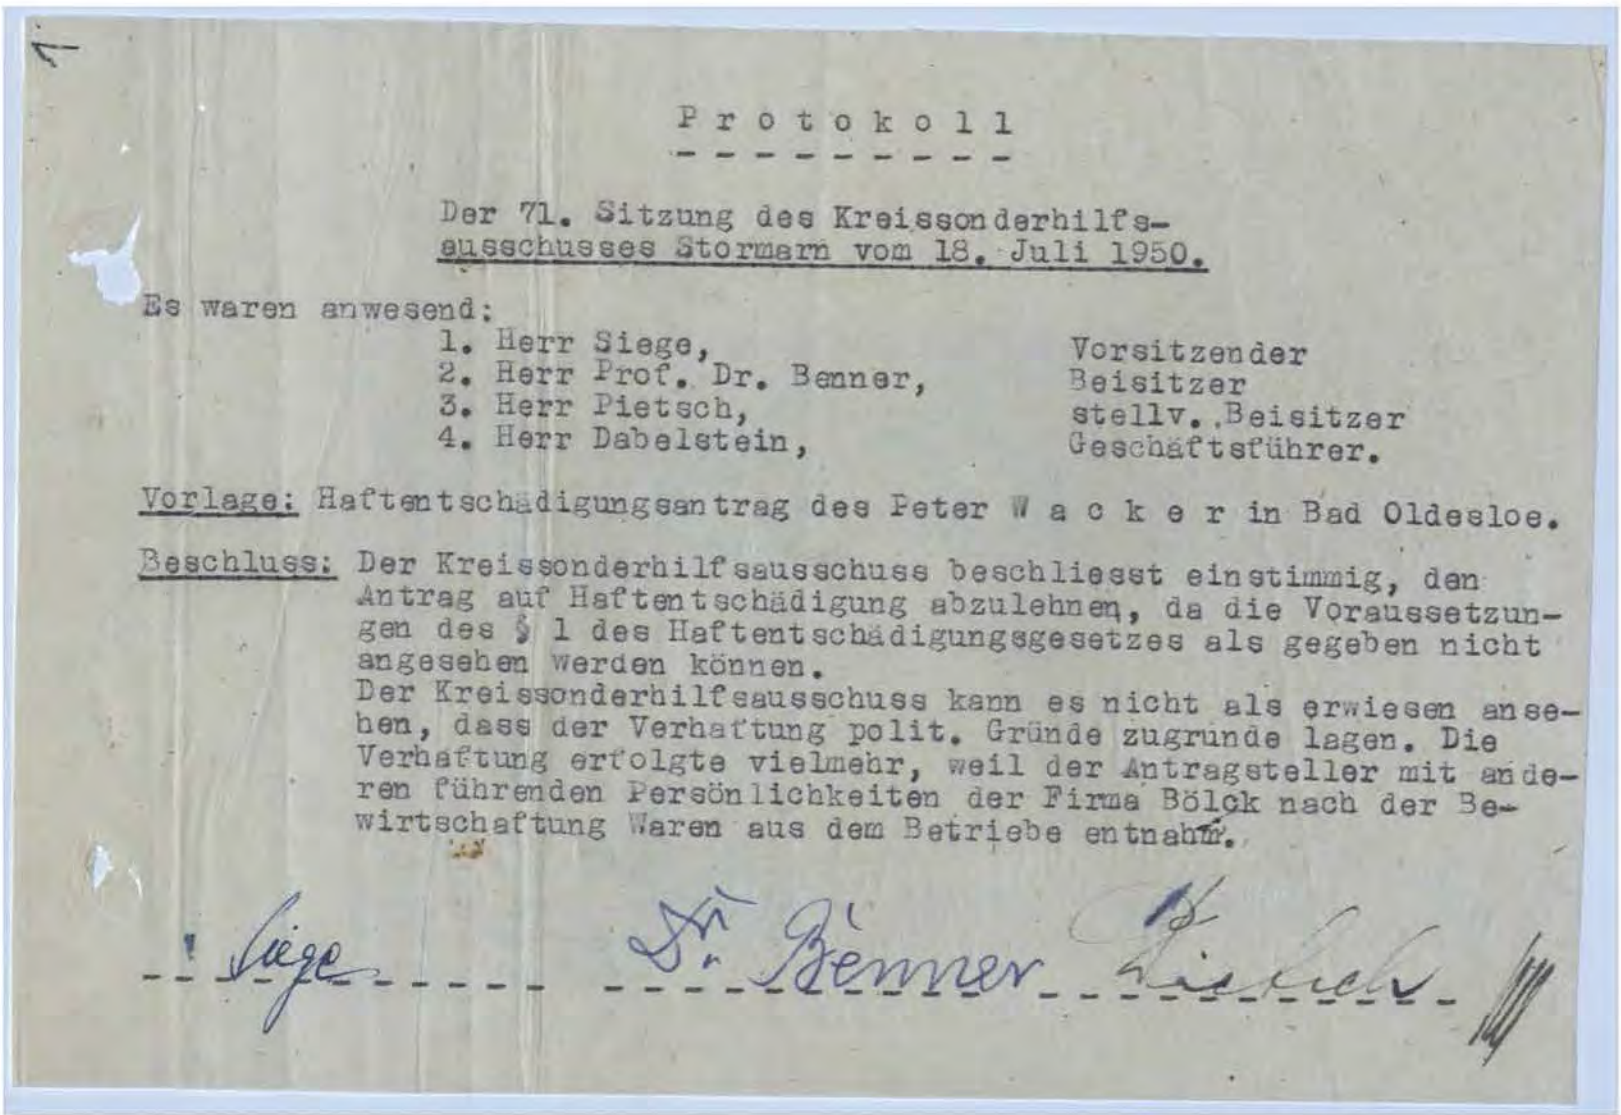 1
P r o t o k o l l
Der 71. Sitzung des Kreissonderhilfs-
ausschusses Stormarn vom 18. Juli 1950.
Es waren anwesend:
1. Herr Siege, Vorsitzender
2. Herr Prof. Dr. Benner, Beisitzer
3. Herr Pietsch, stellv. Beisitzer
4. Herr Dabelstein, Geschäftsführer.
Vorlage: Haftentschädigungsantrag des Peter W a c k e r in Bad Oldesloe.
Beschluss: Der Kreissonderhilfsausschuss beschliesst einstimmig, den
Antrag auf Haftentschädigung abzulehnen, da die Voraussetzun-
gen des § 1 des Haftentschädigungsgesetzes als gegeben nicht
angesehen werden können.
Der Kreissonderhilfsausschuss kann es nicht als erwiesen anse-
hen, dass der Verhaftung polit. Gründe zugrunde lagen. Die
Verhaftung erfolgte vielmehr, weil der Antragsteller mit ande-
ren führenden Persönlichkeiten der Firma Bölck nach der Be-
wirtschaftung Waren aus dem Betriebe entnahm.
Siege Dr. Benner Pietsch